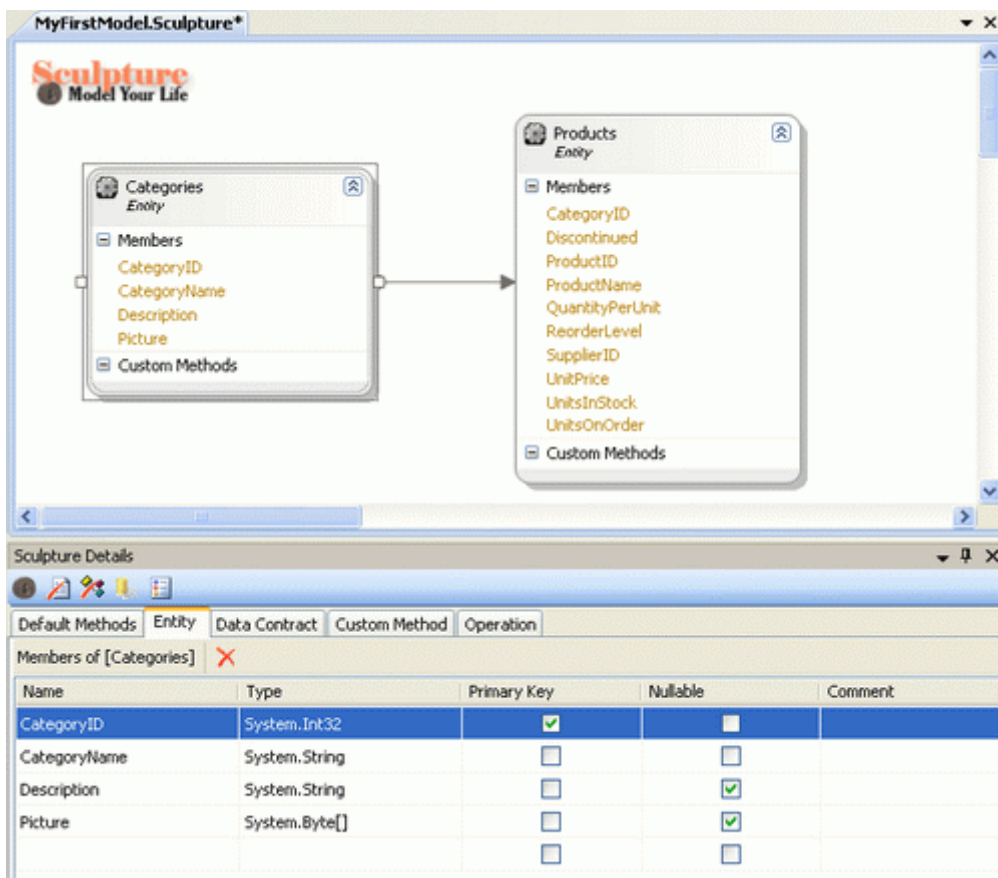 MyFirstModel.Sculpture*
Sculpture
Model Your Life
Categories
Entity
Members
CategoryID
CategoryName
Description
Picture
Custom Methods
Products
Entity
Members
CategoryID
Discontinued
ProductID
ProductName
QuantityPerUnit
ReorderLevel
SupplierID
UnitPrice
UnitsInStock
UnitsOnOrder
Custom Methods
Sculpture Details
Default Methods Entity Data Contract Custom Method Operation
Members of [Categories]
Name Type Primary Key Nullable Comment
CategoryID System.Int32
CategoryName System.String
Description System.String
Picture System.Byte[]